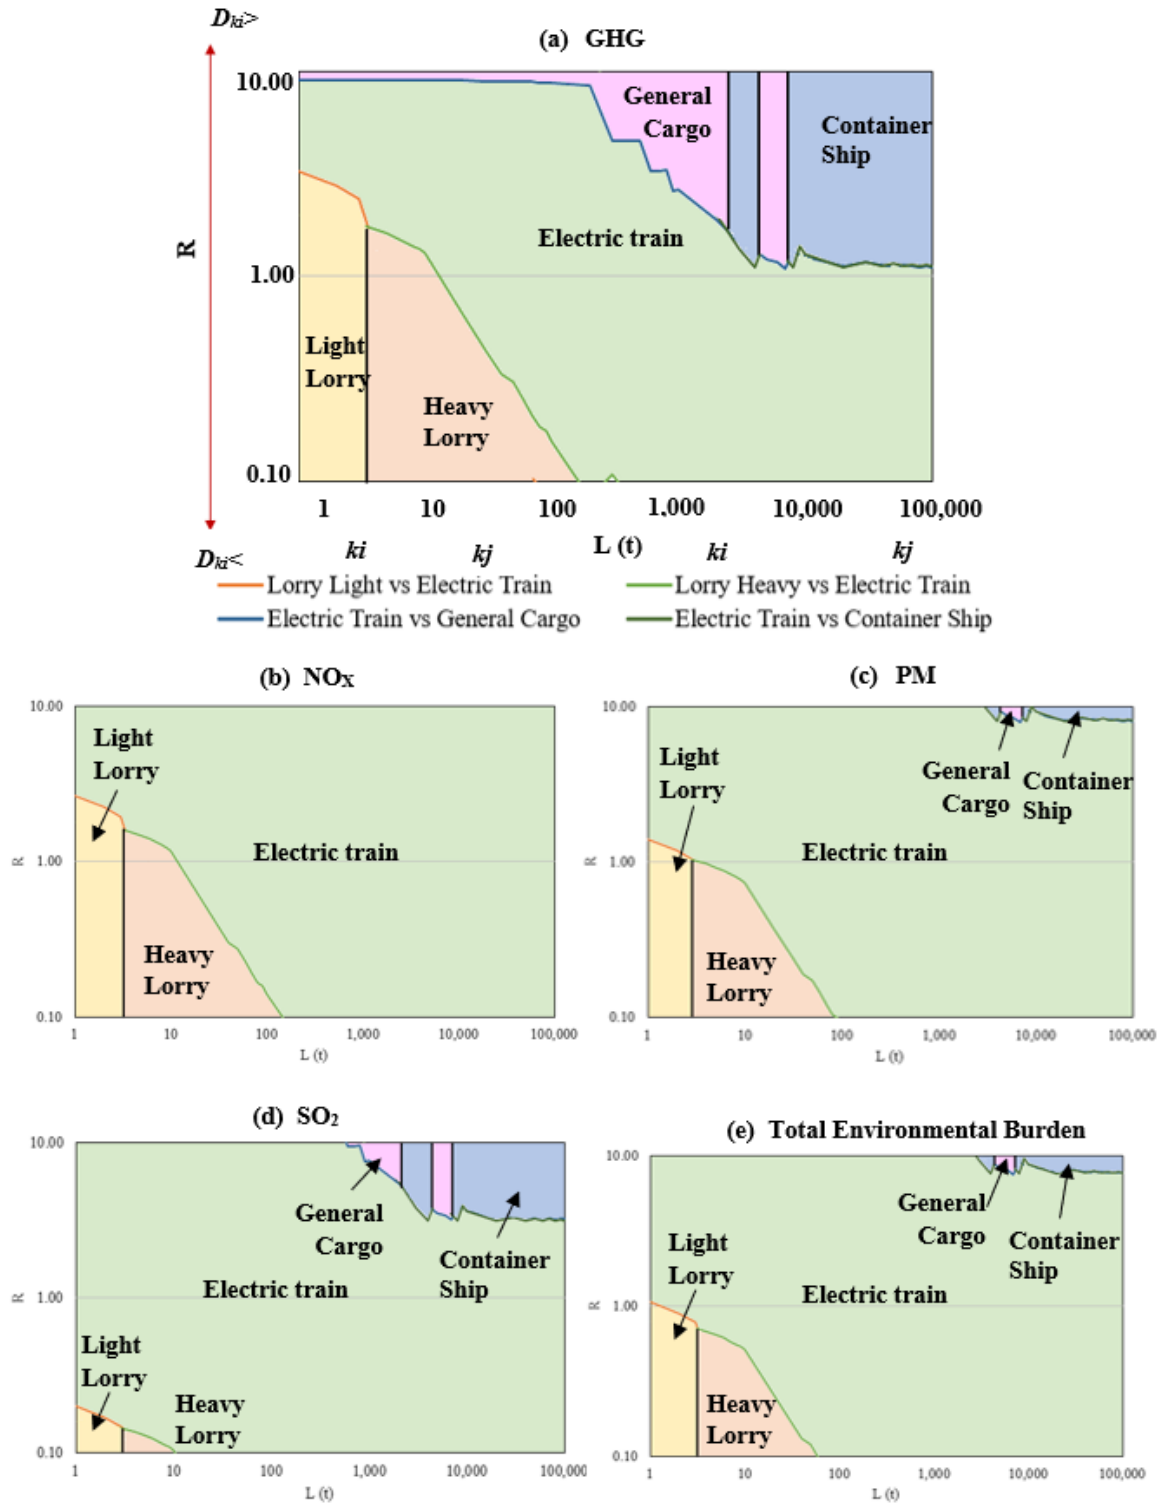 D_ki>
(a) GHG
10.00
General
Cargo
Container
Ship
Electric train
R
1.00
Light
Lorry
Heavy
Lorry
0.10
1 10 100 1,000 10,000 100,000
D_ki<
ki kj L (t) ki kj
Lorry Light vs Electric Train
Lorry Heavy vs Electric Train
Electric Train vs General Cargo
Electric Train vs Container Ship
(b) NOX
10.00
Light
Lorry
Electric train
R
1.00
Heavy
Lorry
0.10
1 10 100 1,000 10,000 100,000
L (t)
(c) PM
10.00
Light
Lorry
General
Cargo
Container
Ship
Electric train
R
1.00
Heavy
Lorry
0.10
1 10 100 1,000 10,000 100,000
L (t)
(d) SO2
10.00
General
Cargo
Container
Ship
Electric train
R
1.00
Light
Lorry
Heavy
Lorry
0.10
1 10 100 1,000 10,000 100,000
L (t)
(e) Total Environmental Burden
10.00
General
Cargo
Container
Ship
Light
Lorry
Electric train
R
1.00
Heavy
Lorry
0.10
1 10 100 1,000 10,000 100,000
L (t)